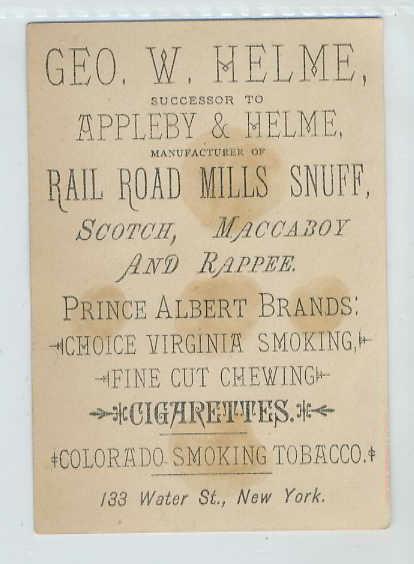 GEO. W. HELME,
SUCCESSOR TO
APPLEBY & HELME,
MANUFACTURER OF
RAIL ROAD MILLS SNUFF,
SCOTCH, MACCABOY
AND RAPPEE.
PRINCE ALBERT BRANDS:
CHOICE VIRGINIA SMOKING,
FINE CUT CHEWING
CIGARETTES.
COLORADO SMOKING TOBACCO.
133 Water St., New York.